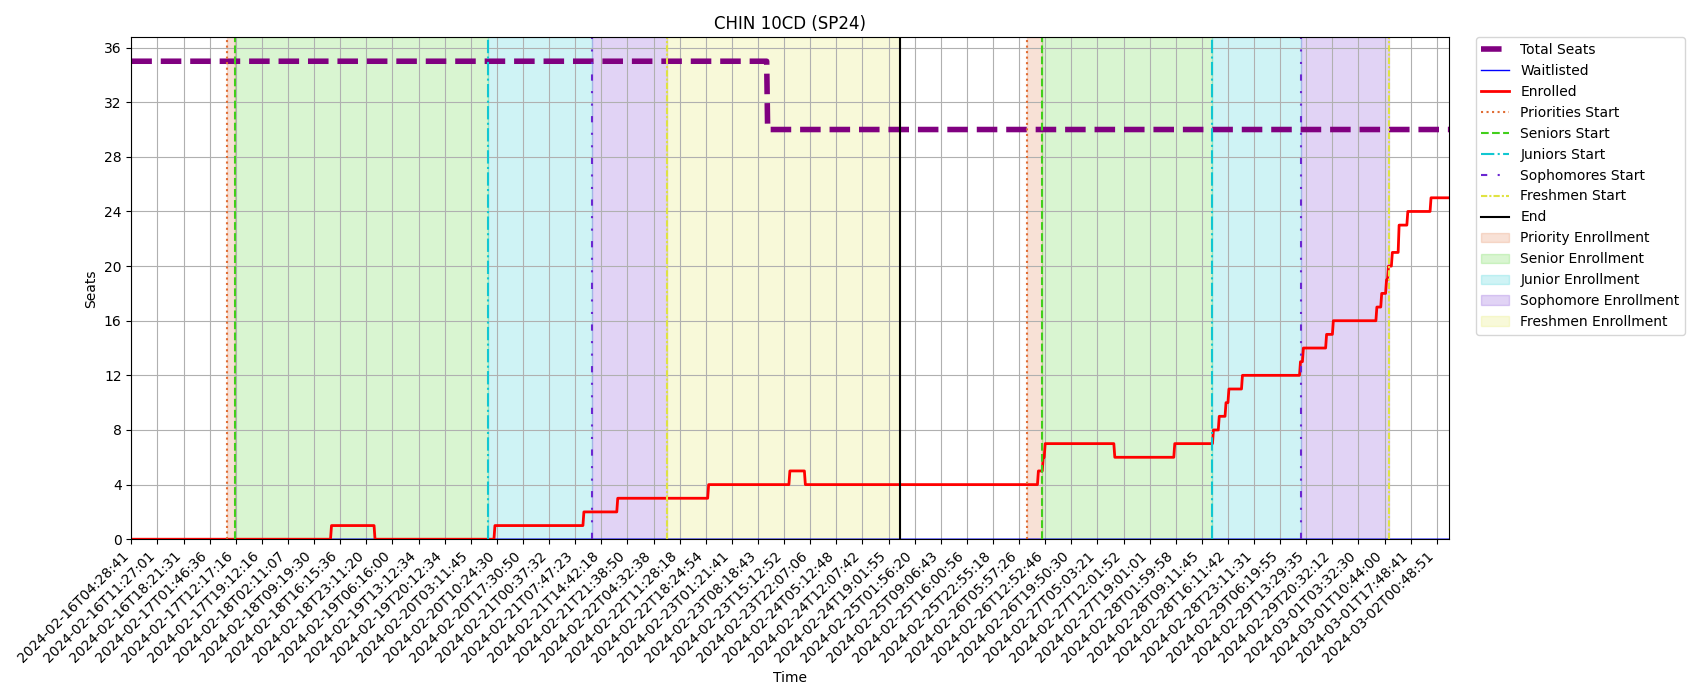 CHIN 10CD (SP24)
Seats
36
32
28
24
20
16
12
8
4
0
2024-02-16T04:28:41
2024-02-16T11:27:01
2024-02-16T18:21:31
2024-02-17T01:46:36
2024-02-17T12:17:16
2024-02-17T19:12:16
2024-02-18T02:11:07
2024-02-18T09:19:30
2024-02-18T16:15:36
2024-02-18T23:11:20
2024-02-19T06:16:00
2024-02-19T13:12:34
2024-02-19T20:12:34
2024-02-20T03:11:45
2024-02-20T10:24:30
2024-02-20T17:30:50
2024-02-21T00:37:32
2024-02-21T07:47:23
2024-02-21T14:42:18
2024-02-21T21:38:50
2024-02-22T04:32:38
2024-02-22T11:28:18
2024-02-22T18:24:54
2024-02-23T01:21:41
2024-02-23T08:18:43
2024-02-23T15:12:52
2024-02-23T22:07:06
2024-02-24T05:12:48
2024-02-24T12:07:42
2024-02-24T19:01:55
2024-02-25T01:56:20
2024-02-25T09:06:43
2024-02-25T16:00:56
2024-02-25T22:55:18
2024-02-26T05:57:26
2024-02-26T12:52:46
2024-02-26T19:50:30
2024-02-27T05:03:21
2024-02-27T12:01:52
2024-02-27T19:01:01
2024-02-28T01:59:58
2024-02-28T09:11:45
2024-02-28T16:11:42
2024-02-28T23:11:31
2024-02-29T06:19:55
2024-02-29T13:29:35
2024-02-29T20:32:12
2024-03-01T03:32:30
2024-03-01T10:44:00
2024-03-01T17:48:41
2024-03-02T00:48:51
Time
Total Seats
Waitlisted
Enrolled
Priorities Start
Seniors Start
Juniors Start
Sophomores Start
Freshmen Start
End
Priority Enrollment
Senior Enrollment
Junior Enrollment
Sophomore Enrollment
Freshmen Enrollment